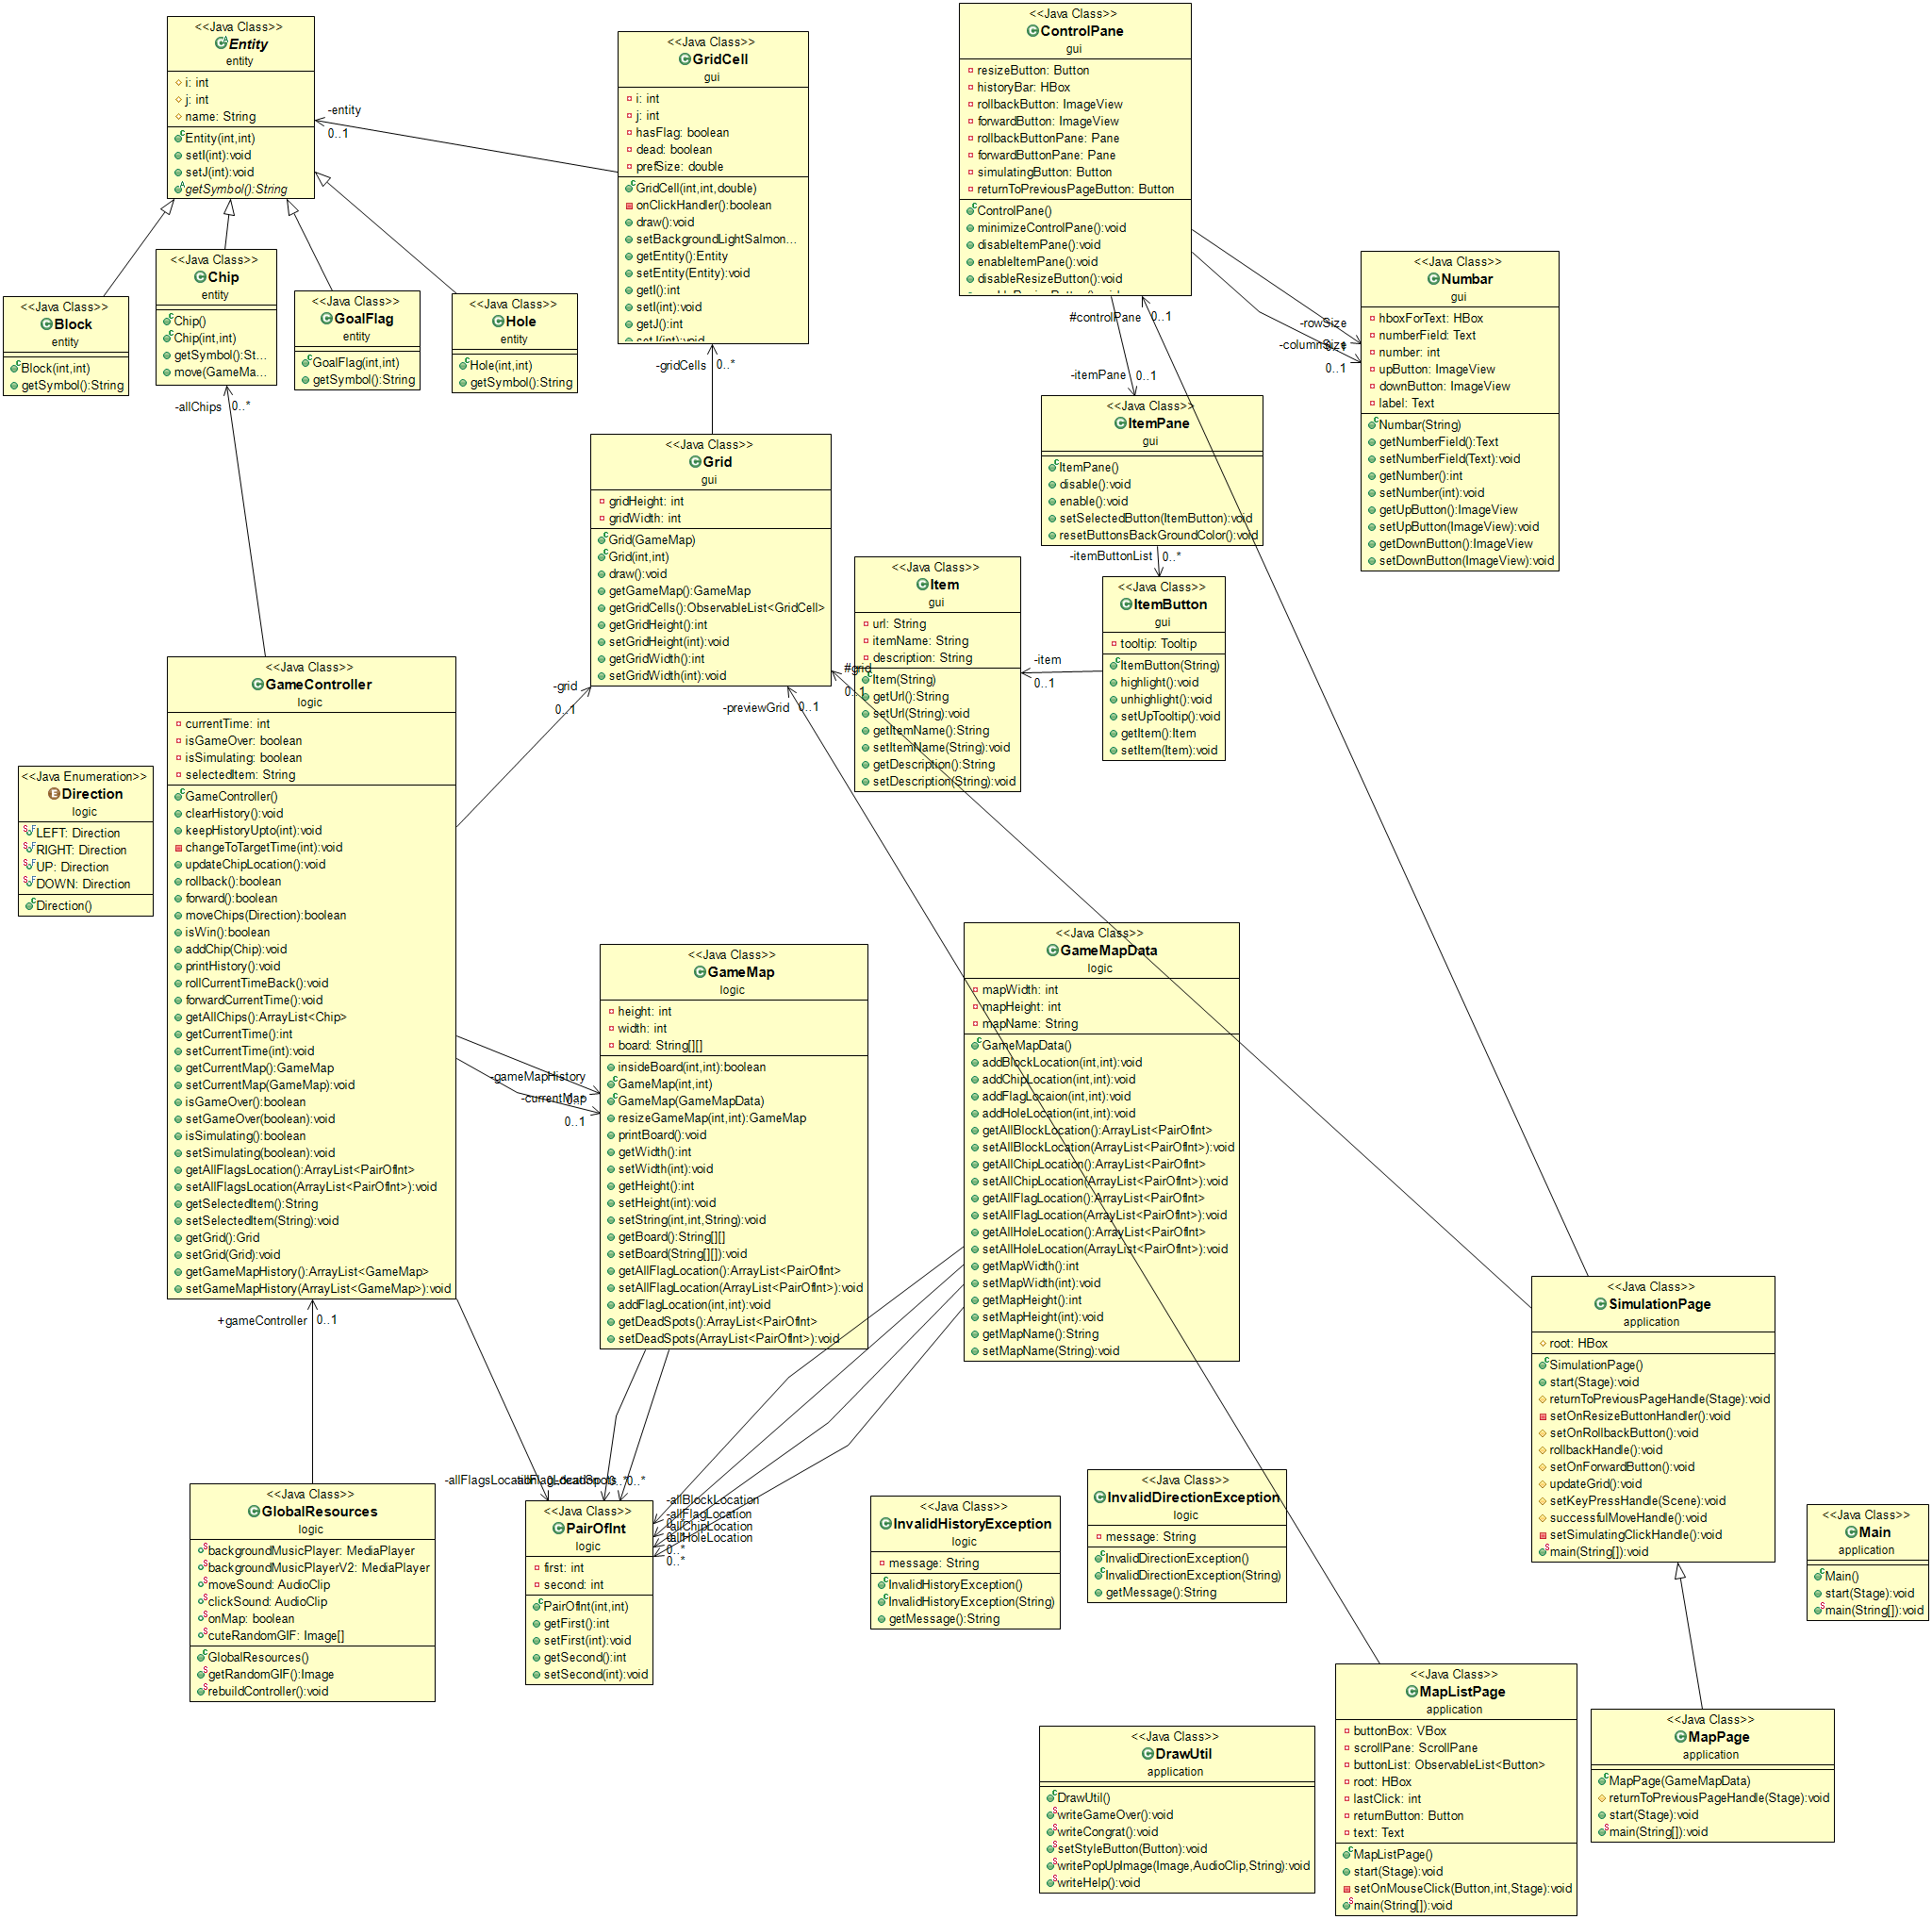 <<Java Class>>
Entity
entity
i: int
j: int
name: String
Entity(int,int)
setI(int):void
setJ(int):void
getSymbol():String
<<Java Class>>
GridCell
gui
i: int
j: int
hasFlag: boolean
dead: boolean
prefSize: double
GridCell(int,int,double)
onClickHandler():boolean
draw():void
setBackgroundLightSalmon...
getEntity():Entity
setEntity(Entity):void
getI():int
setI(int):void
getJ():int
setJ(int):void
-entity
0..1
<<Java Class>>
ControlPane
gui
resizeButton: Button
historyBar: HBox
rollbackButton: ImageView
forwardButton: ImageView
rollbackButtonPane: Pane
forwardButtonPane: Pane
simulatingButton: Button
returnToPreviousPageButton: Button
ControlPane()
minimizeControlPane():void
disableItemPane():void
enableItemPane():void
disableResizeButton():void
<<Java Class>>
Numbar
gui
hboxForText: HBox
numberField: Text
number: int
upButton: ImageView
downButton: ImageView
label: Text
Numbar(String)
getNumberField():Text
setNumberField(Text):void
getNumber():int
setNumber(int):void
getUpButton():ImageView
setUpButton(ImageView):void
getDownButton():ImageView
setDownButton(ImageView):void
-rowSize
0..1
-columnSize
0..1
<<Java Class>>
Block
entity
Block(int,int)
getSymbol():String
<<Java Class>>
Chip
entity
Chip()
Chip(int,int)
getSymbol():St...
move(GameMa...
<<Java Class>>
GoalFlag
entity
GoalFlag(int,int)
getSymbol():String
<<Java Class>>
Hole
entity
Hole(int,int)
getSymbol():String
-allChips
0..*
-gridCells
0..*
#controlPane
0..1
-itemPane
0..1
<<Java Class>>
ItemPane
gui
ItemPane()
disable():void
enable():void
setSelectedButton(ItemButton):void
resetButtonsBackGroundColor():void
-itemButtonList
0..*
<<Java Class>>
Grid
gui
gridHeight: int
gridWidth: int
Grid(GameMap)
Grid(int,int)
draw():void
getGameMap():GameMap
getGridCells():ObservableList<GridCell>
getGridHeight():int
setGridHeight(int):void
getGridWidth():int
setGridWidth(int):void
<<Java Class>>
Item
gui
url: String
itemName: String
description: String
Item(String)
getUrl():String
setUrl(String):void
getItemName():String
setItemName(String):void
getDescription():String
setDescription(String):void
<<Java Class>>
ItemButton
gui
tooltip: Tooltip
ItemButton(String)
highlight():void
unhighlight():void
setUpTooltip():void
getItem():Item
setItem(Item):void
-item
0..1
-grid
0..1
-previewGrid
0..1
#grid
0..1
<<Java Class>>
GameController
logic
currentTime: int
isGameOver: boolean
isSimulating: boolean
selectedItem: String
GameController()
clearHistory():void
keepHistoryUpto(int):void
changeToTargetTime(int):void
updateChipLocation():void
rollback():boolean
forward():boolean
moveChips(Direction):boolean
isWin():boolean
addChip(Chip):void
printHistory():void
rollCurrentTimeBack():void
forwardCurrentTime():void
getAllChips():ArrayList<Chip>
getCurrentTime():int
setCurrentTime(int):void
getCurrentMap():GameMap
setCurrentMap(GameMap):void
isGameOver():boolean
setGameOver(boolean):void
isSimulating():boolean
setSimulating(boolean):void
getAllFlagsLocation():ArrayList<PairOfInt>
setAllFlagsLocation(ArrayList<PairOfInt>):void
getSelectedItem():String
setSelectedItem(String):void
getGrid():Grid
setGrid(Grid):void
getGameMapHistory():ArrayList<GameMap>
setGameMapHistory(ArrayList<GameMap>):void
<<Java Enumeration>>
Direction
logic
LEFT: Direction
RIGHT: Direction
UP: Direction
DOWN: Direction
Direction()
<<Java Class>>
GameMap
logic
height: int
width: int
board: String[][]
insideBoard(int,int):boolean
GameMap(int,int)
GameMap(GameMapData)
resizeGameMap(int,int):GameMap
printBoard():void
getWidth():int
setWidth(int):void
getHeight():int
setHeight(int):void
setString(int,int,String):void
getBoard():String[][]
setBoard(String[][]):void
getAllFlagLocation():ArrayList<PairOfInt>
setAllFlagLocation(ArrayList<PairOfInt>):void
addFlagLocation(int,int):void
getDeadSpots():ArrayList<PairOfInt>
setDeadSpots(ArrayList<PairOfInt>):void
-gameMapHistory
0..*
-currentMap
0..1
<<Java Class>>
GameMapData
logic
mapWidth: int
mapHeight: int
mapName: String
GameMapData()
addBlockLocation(int,int):void
addChipLocation(int,int):void
addFlagLocaion(int,int):void
addHoleLocation(int,int):void
getAllBlockLocation():ArrayList<PairOfInt>
setAllBlockLocation(ArrayList<PairOfInt>):void
getAllChipLocation():ArrayList<PairOfInt>
setAllChipLocation(ArrayList<PairOfInt>):void
getAllFlagLocation():ArrayList<PairOfInt>
setAllFlagLocation(ArrayList<PairOfInt>):void
getAllHoleLocation():ArrayList<PairOfInt>
setAllHoleLocation(ArrayList<PairOfInt>):void
getMapWidth():int
setMapWidth(int):void
getMapHeight():int
setMapHeight(int):void
getMapName():String
setMapName(String):void
<<Java Class>>
SimulationPage
application
root: HBox
SimulationPage()
start(Stage):void
returnToPreviousPageHandle(Stage):void
setOnResizeButtonHandler():void
setOnRollbackButton():void
rollbackHandle():void
setOnForwardButton():void
updateGrid():void
setKeyPressHandle(Scene):void
successfulMoveHandle():void
setSimulatingClickHandle():void
main(String[]):void
+gameController
0..1
<<Java Class>>
GlobalResources
logic
backgroundMusicPlayer: MediaPlayer
backgroundMusicPlayerV2: MediaPlayer
moveSound: AudioClip
clickSound: AudioClip
onMap: boolean
cuteRandomGIF: Image[]
GlobalResources()
getRandomGIF():Image
rebuildController():void
-allFlagsLocation
0..*
-allBlockLocation
-allFlagLocation
-allChipLocation
-allHoleLocation
0..*
0..*
<<Java Class>>
PairOfInt
logic
first: int
second: int
PairOfInt(int,int)
getFirst():int
setFirst(int):void
getSecond():int
setSecond(int):void
<<Java Class>>
InvalidHistoryException
logic
message: String
InvalidHistoryException()
InvalidHistoryException(String)
getMessage():String
<<Java Class>>
InvalidDirectionException
logic
message: String
InvalidDirectionException()
InvalidDirectionException(String)
getMessage():String
<<Java Class>>
Main
application
Main()
start(Stage):void
main(String[]):void
<<Java Class>>
DrawUtil
application
DrawUtil()
writeGameOver():void
writeCongrat():void
setStyleButton(Button):void
writePopUpImage(Image,AudioClip,String):void
writeHelp():void
<<Java Class>>
MapListPage
application
buttonBox: VBox
scrollPane: ScrollPane
buttonList: ObservableList<Button>
root: HBox
lastClick: int
returnButton: Button
text: Text
MapListPage()
start(Stage):void
setOnMouseClick(Button,int,Stage):void
main(String[]):void
<<Java Class>>
MapPage
application
MapPage(GameMapData)
returnToPreviousPageHandle(Stage):void
start(Stage):void
main(String[]):void